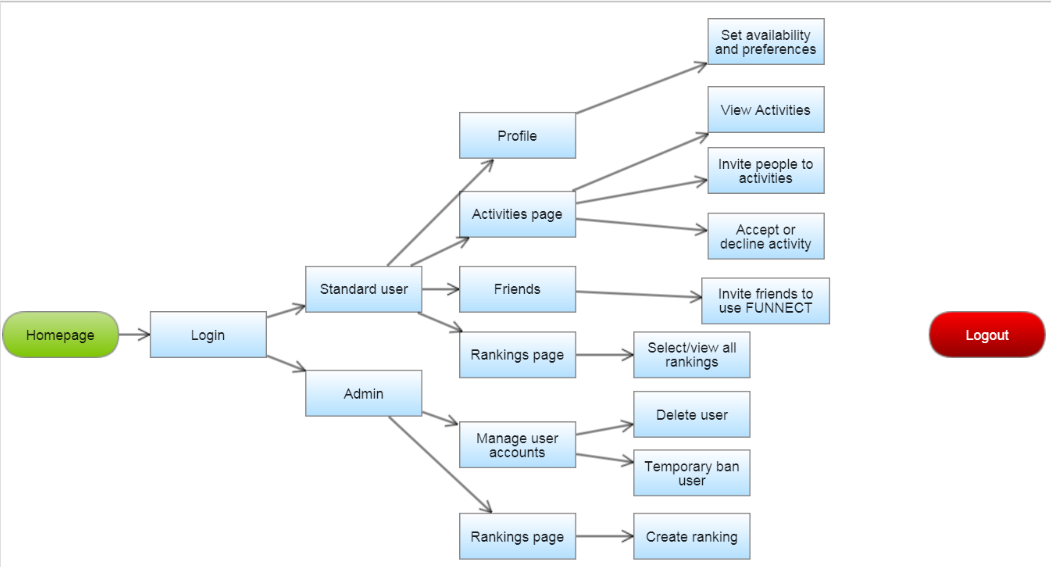 Set availability
and preferences
View Activities
Profile
Invite people to
activities
Activities page
Accept or
decline activity
Standard user
Friends
Invite friends to
use FUNNECT
Homepage
Login
Logout
Rankings page
Select/view all
rankings
Admin
Delete user
Manage user
accounts
Temporary ban
user
Rankings page
Create ranking